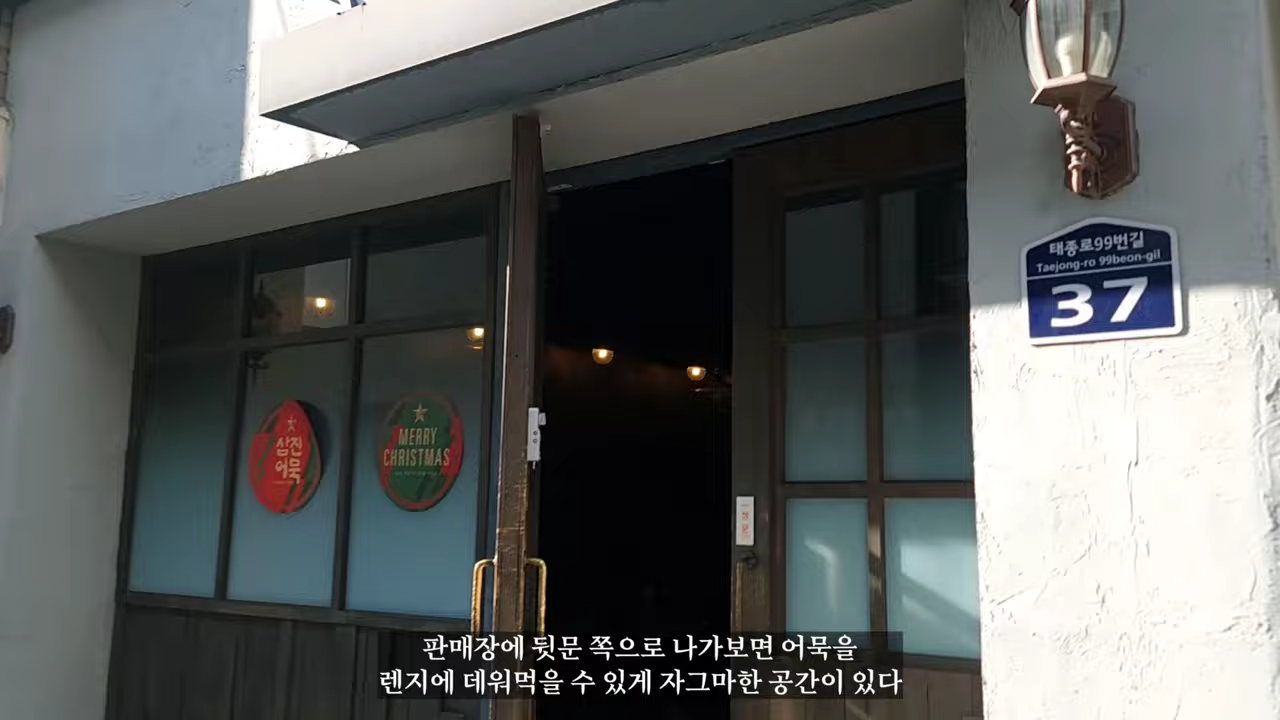 태종로99번길
Taejong-ro 99beon-gil
37
삼진
어묵
MERRY
CHRISTMAS
판매장에 뒷문 쪽으로 나가보면 어묵을
렌지에 데워먹을 수 있게 자그마한 공간이 있다